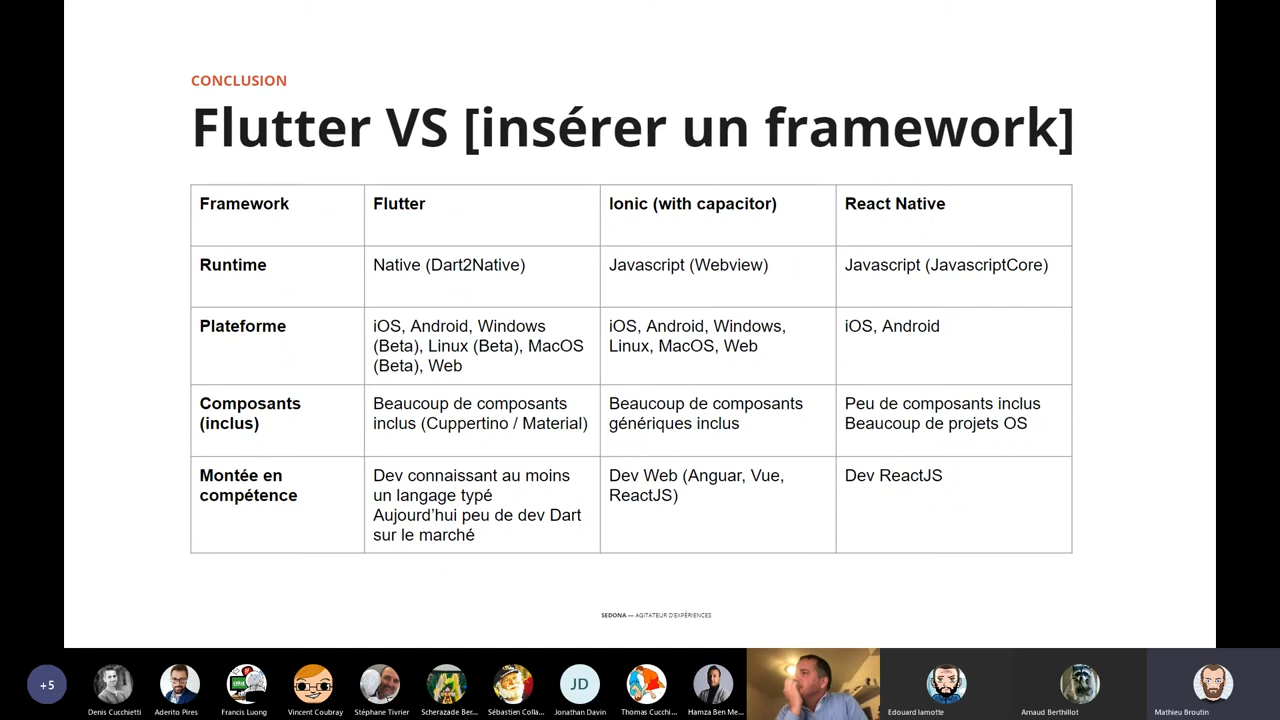 CONCLUSION
Flutter VS [insérer un framework]
Framework
Flutter
Ionic (with capacitor)
React Native
Runtime
Native (Dart2Native)
Javascript (Webview)
Javascript (JavascriptCore)
Plateforme
iOS, Android, Windows
(Beta), Linux (Beta), MacOS
(Beta), Web
iOS, Android, Windows,
Linux, MacOS, Web
iOS, Android
Composants
(inclus)
Beaucoup de composants
inclus (Cuppertino / Material)
Beaucoup de composants
génériques inclus
Peu de composants inclus
Beaucoup de projets OS
Montée en
compétence
Dev connaissant au moins
un langage typé
Aujourd'hui peu de dev Dart
sur le marché
Dev Web (Anguar, Vue,
ReactJS)
Dev ReactJS
SEDONA — AGITATEUR D'EXPÉRIENCES
+5
JD
Denis Cucchietti
Aderito Pires
Francis Luong
Vincent Coubray
Stéphane Tivrier
Scherazade Ber...
Sébastien Colla...
Jonathan Davin
Thomas Cucchi...
Hamza Ben Me...
Edouard lamotte
Arnaud Berthillot
Mathieu Broutin